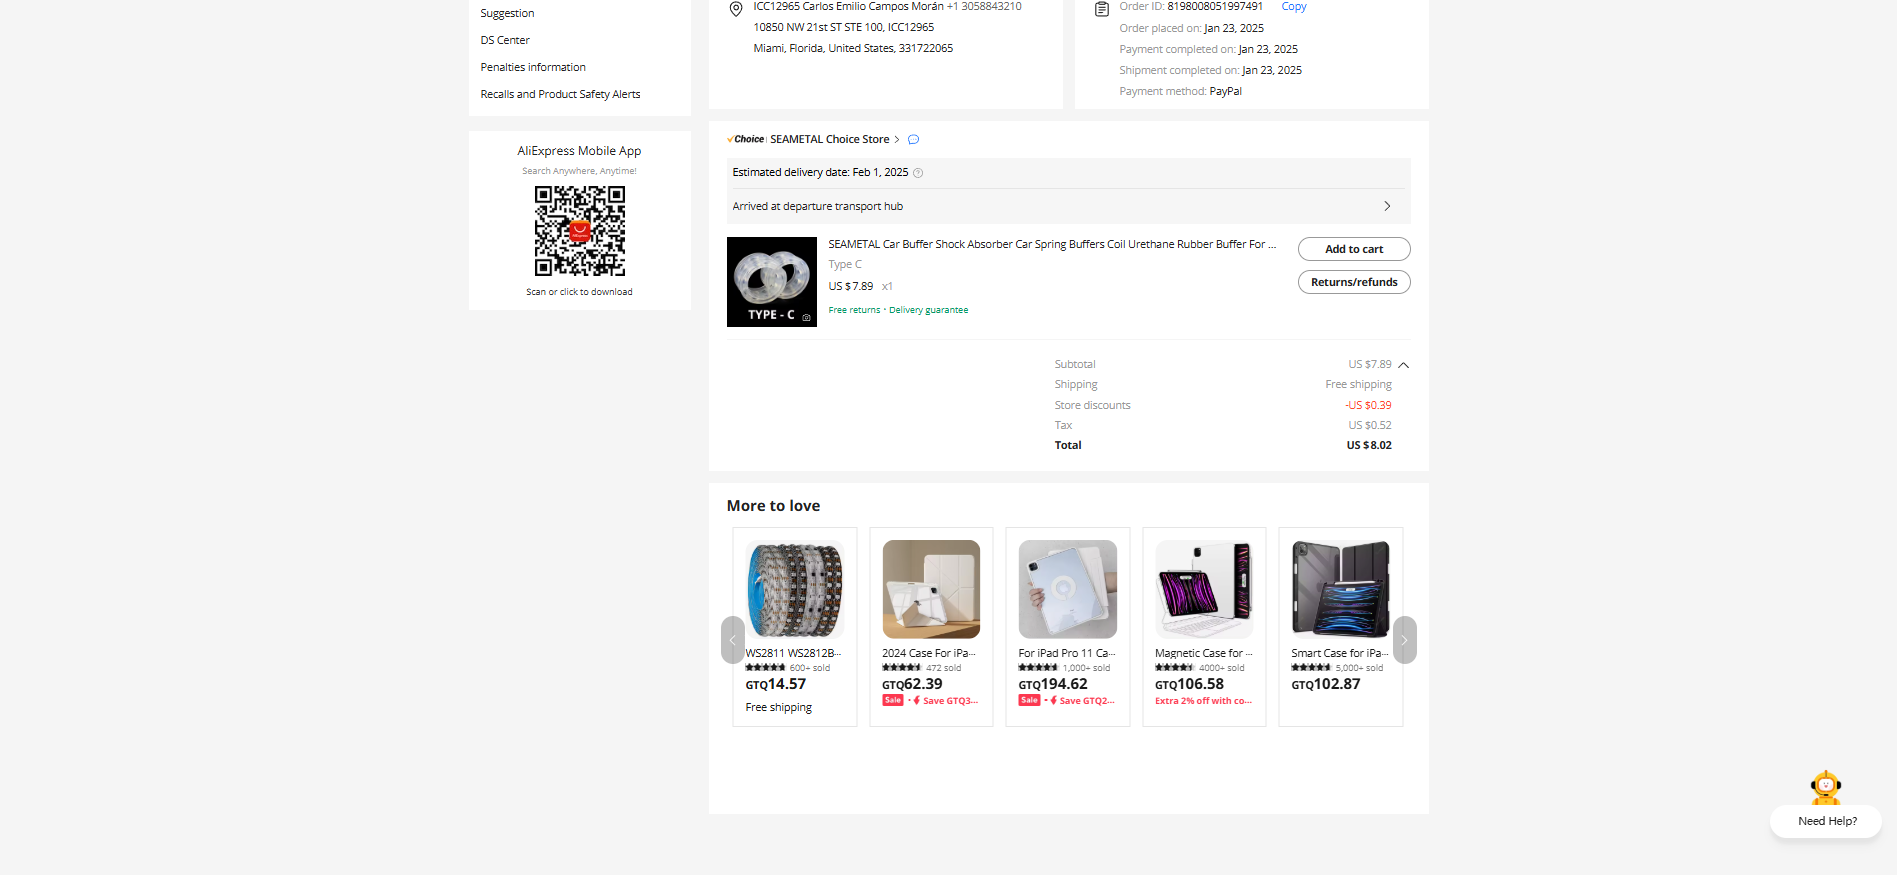 Suggestion
DS Center
Penalties information
Recalls and Product Safety Alerts
AliExpress Mobile App
Search Anywhere, Anytime!
AliExpress
Scan or click to download
ICC12965 Carlos Emilio Campos Morán +1 3058843210
10850 NW 21st ST STE 100, ICC12965
Miami, Florida, United States, 331722065
Order ID: 8198008051997491 Copy
Order placed on: Jan 23, 2025
Payment completed on: Jan 23, 2025
Shipment completed on: Jan 23, 2025
Payment method: PayPal
Choice SEAMETAL Choice Store
Estimated delivery date: Feb 1, 2025
Arrived at departure transport hub
TYPE - C
SEAMETAL Car Buffer Shock Absorber Car Spring Buffers Coil Urethane Rubber Buffer For ...
Type C
US $7.89 x1
Free returns · Delivery guarantee
Add to cart
Returns/refunds
Subtotal US $7.89
Shipping Free shipping
Store discounts -US $0.39
Tax US $0.52
Total US $8.02
More to love
WS2811 WS2812B...
600+ sold
GTQ14.57
Free shipping
2024 Case For iPa...
472 sold
GTQ62.39
Sale · Save GTQ3...
For iPad Pro 11 Ca...
1,000+ sold
GTQ194.62
Sale · Save GTQ2...
Magnetic Case for ...
4000+ sold
GTQ106.58
Extra 2% off with co...
Smart Case for iPa...
5,000+ sold
GTQ102.87
Need Help?